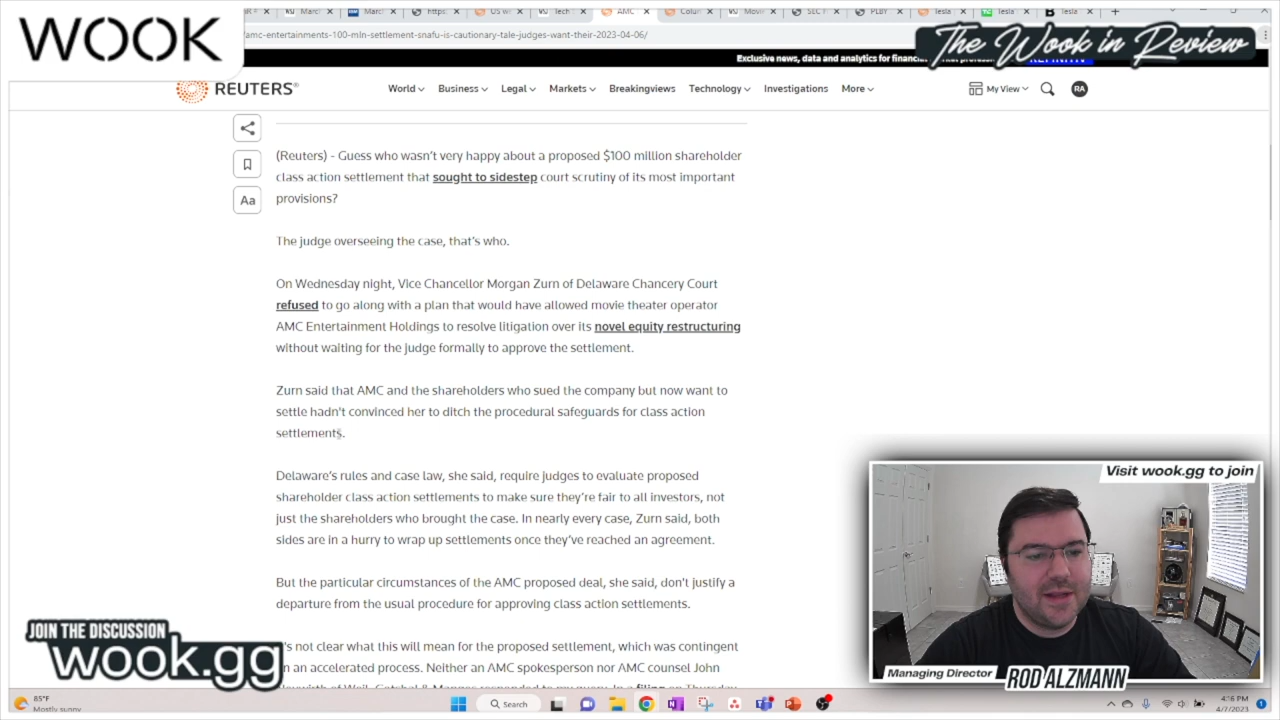 WOOK
The Wook in Review
AMC
Tesla
Tesla
amc-entertainments-100-mln-settlement-snafu-is-cautionary-tale-judges-want-their-2023-04-06/
Exclusive news, data and analytics for
REUTERS®
World
Business
Legal
Markets
Breakingviews
Technology
Investigations
More
My View
RA
Aa
(Reuters) - Guess who wasn't very happy about a proposed $100 million shareholder
class action settlement that sought to sidestep court scrutiny of its most important
provisions?
The judge overseeing the case, that's who.
On Wednesday night, Vice Chancellor Morgan Zurn of Delaware Chancery Court
refused to go along with a plan that would have allowed movie theater operator
AMC Entertainment Holdings to resolve litigation over its novel equity restructuring
without waiting for the judge formally to approve the settlement.
Zurn said that AMC and the shareholders who sued the company but now want to
settle hadn't convinced her to ditch the procedural safeguards for class action
settlements.
Delaware's rules and case law, she said, require judges to evaluate proposed
shareholder class action settlements to make sure they're fair to all investors, not
just the shareholders who brought the case. In nearly every case, Zurn said, both
sides are in a hurry to wrap up settlements once they've reached an agreement.
But the particular circumstances of the AMC proposed deal, she said, don't justify a
departure from the usual procedure for approving class action settlements.
's not clear what this will mean for the proposed settlement, which was contingent
n an accelerated process. Neither an AMC spokesperson nor AMC counsel John
Visit wook.gg to join
Managing Director
ROD ALZMANN
JOIN THE DISCUSSION
wook.gg
85°F
Mostly sunny
Search
4:16 PM
4/7/2023